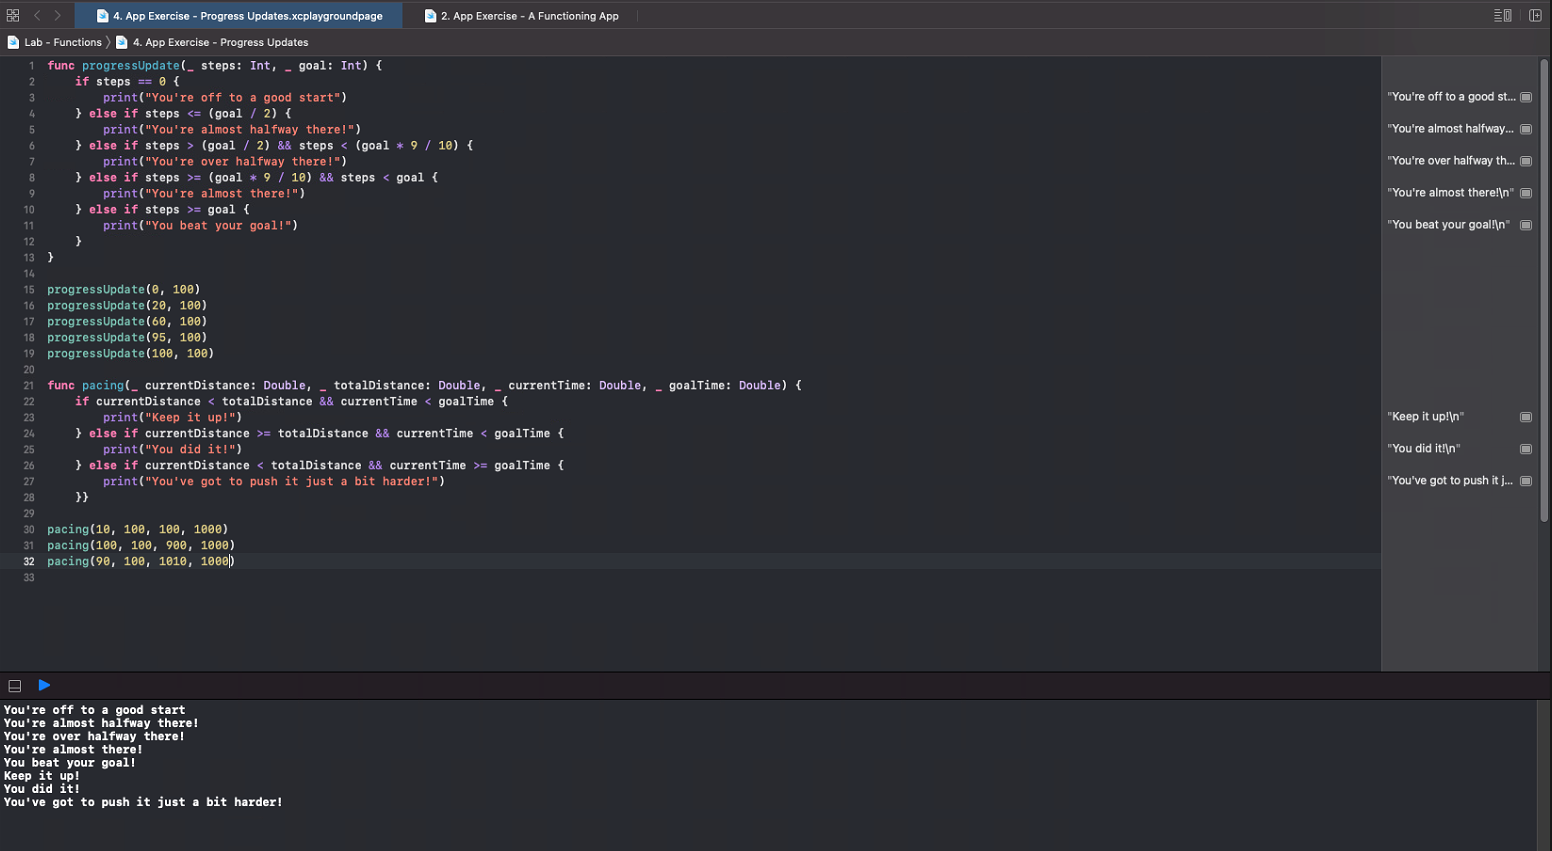 4. App Exercise - Progress Updates.xcplaygroundpage
2. App Exercise - A Functioning App
Lab - Functions
4. App Exercise - Progress Updates
1 func progressUpdate(_ steps: Int, _ goal: Int) {
2 if steps == 0 {
3 print("You're off to a good start")
"You're off to a good st...
4 } else if steps <= (goal / 2) {
5 print("You're almost halfway there!")
"You're almost halfway...
6 } else if steps > (goal / 2) && steps < (goal * 9 / 10) {
7 print("You're over halfway there!")
"You're over halfway th...
8 } else if steps >= (goal * 9 / 10) && steps < goal {
9 print("You're almost there!")
"You're almost there!\n"
10 } else if steps >= goal {
11 print("You beat your goal!")
"You beat your goal!\n"
12 }
13 }
14
15 progressUpdate(0, 100)
16 progressUpdate(20, 100)
17 progressUpdate(60, 100)
18 progressUpdate(95, 100)
19 progressUpdate(100, 100)
20
21 func pacing(_ currentDistance: Double, _ totalDistance: Double, _ currentTime: Double, _ goalTime: Double) {
22 if currentDistance < totalDistance && currentTime < goalTime {
23 print("Keep it up!")
"Keep it up!\n"
24 } else if currentDistance >= totalDistance && currentTime < goalTime {
25 print("You did it!")
"You did it!\n"
26 } else if currentDistance < totalDistance && currentTime >= goalTime {
27 print("You've got to push it just a bit harder!")
"You've got to push it j...
28 }}
29
30 pacing(10, 100, 100, 1000)
31 pacing(100, 100, 900, 1000)
32 pacing(90, 100, 1010, 1000)
33
You're off to a good start
You're almost halfway there!
You're over halfway there!
You're almost there!
You beat your goal!
Keep it up!
You did it!
You've got to push it just a bit harder!